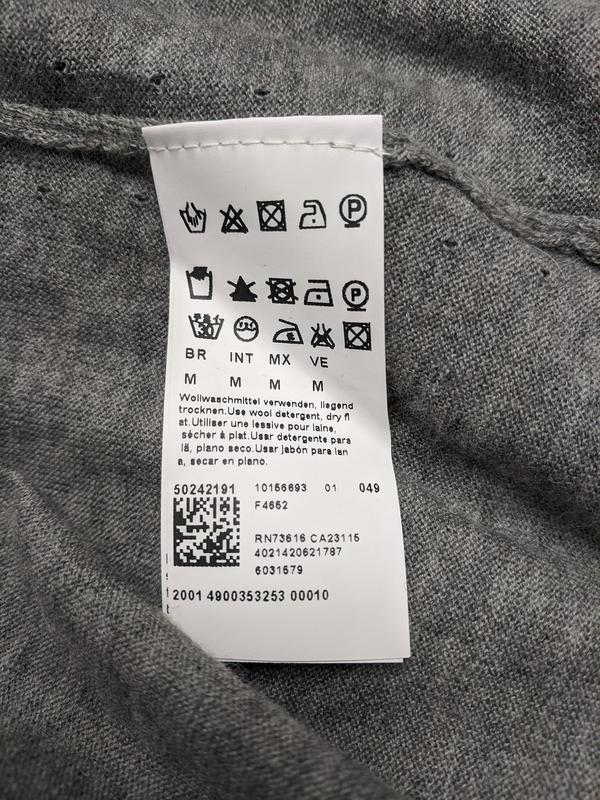 P
P
30
BR INT MX VE
M M M M
Wollwaschmittel verwenden, liegend
trocknen.Use wool detergent, dry fl
at.Utiliser une lessive pour laine,
sécher à plat.Usar detergente para
lã, plano seco.Usar jabón para lan
a, secar en plano.
50242191 10156693 01 049
F4652
RN73616 CA23115
4021420621787
6031579
2001 4900353253 00010